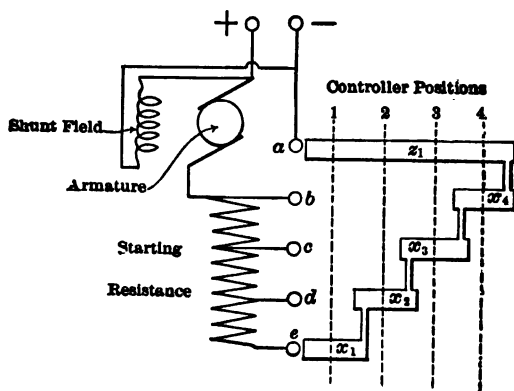 + −
Controller Positions
1 2 3 4
Shunt Field
a
z1
Armature
b
x4
Starting
c
x3
Resistance
d
x2
e
x1